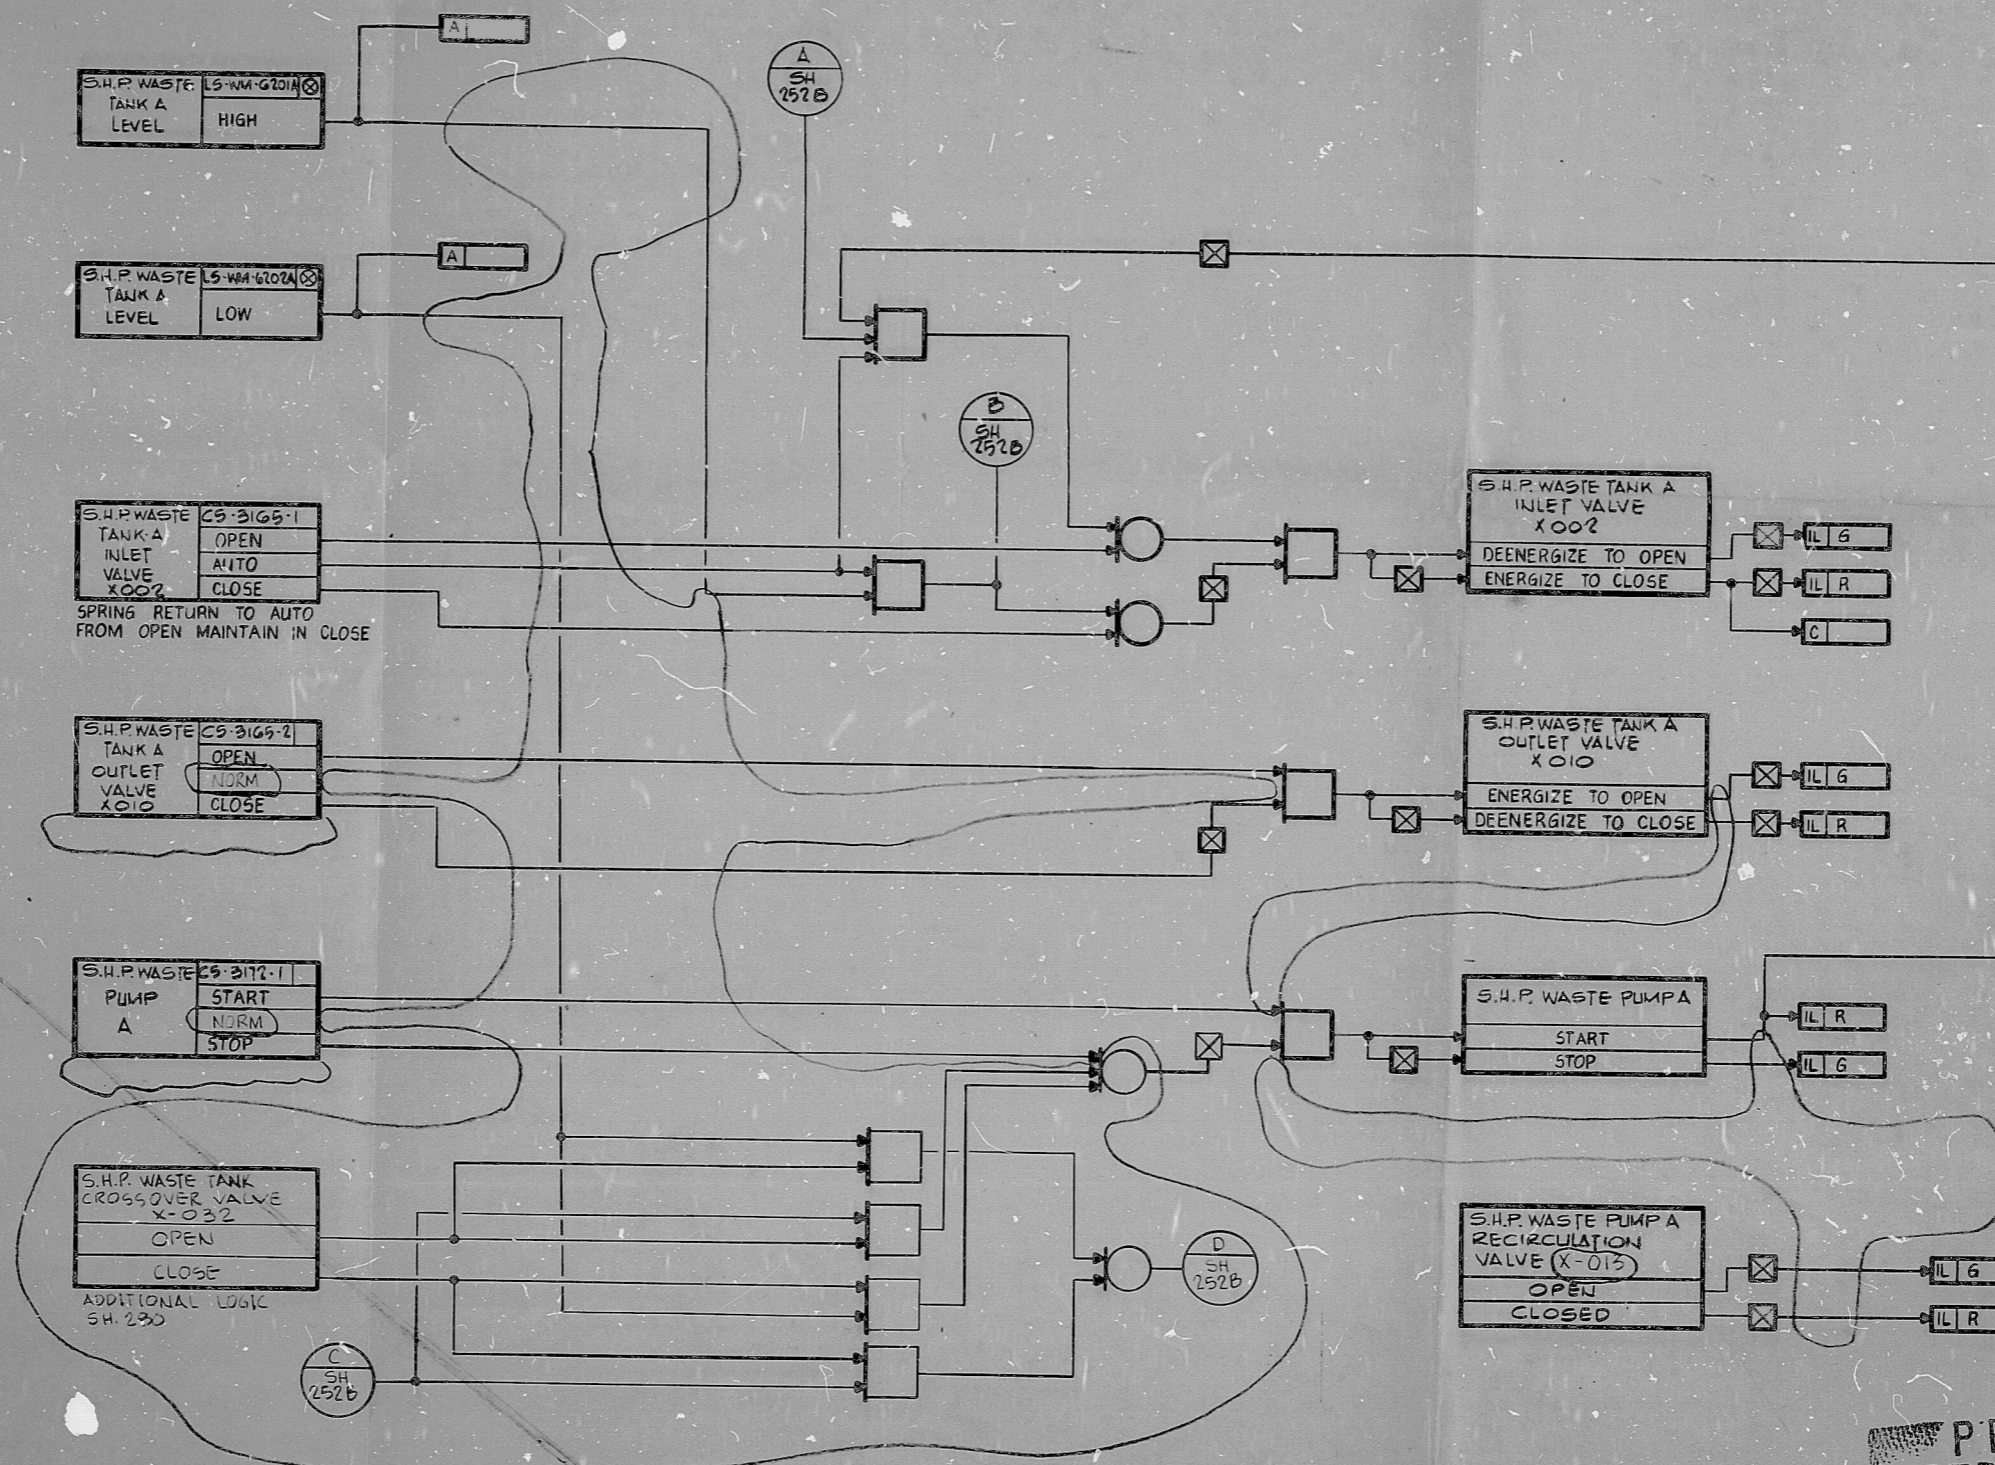 A
S.H.P. WASTE
TANK A
LEVEL
LS-WM-6201A
HIGH
A
SH
252B
A
S.H.P. WASTE
TANK A
LEVEL
LS-WM-6202A
LOW
B
SH
252B
S.H.P. WASTE
TANK A
INLET
VALVE
X002
CS-3165-1
OPEN
AUTO
CLOSE
SPRING RETURN TO AUTO
FROM OPEN MAINTAIN IN CLOSE
S.H.P. WASTE TANK A
INLET VALVE
X002
DEENERGIZE TO OPEN
ENERGIZE TO CLOSE
IL G
IL R
C
S.H.P. WASTE
TANK A
OUTLET
VALVE
X010
CS-3165-2
OPEN
NORM
CLOSE
S.H.P. WASTE TANK A
OUTLET VALVE
X010
ENERGIZE TO OPEN
DEENERGIZE TO CLOSE
IL G
IL R
S.H.P. WASTE
PUMP
A
CS-3172-1
START
NORM
STOP
S.H.P. WASTE PUMP A
START
STOP
IL R
IL G
S.H.P. WASTE TANK
CROSSOVER VALVE
X-032
OPEN
CLOSE
ADDITIONAL LOGIC
C
SH
252B
D
SH
252B
S.H.P. WASTE PUMP A
RECIRCULATION
VALVE X-013
OPEN
CLOSED
IL G
IL R